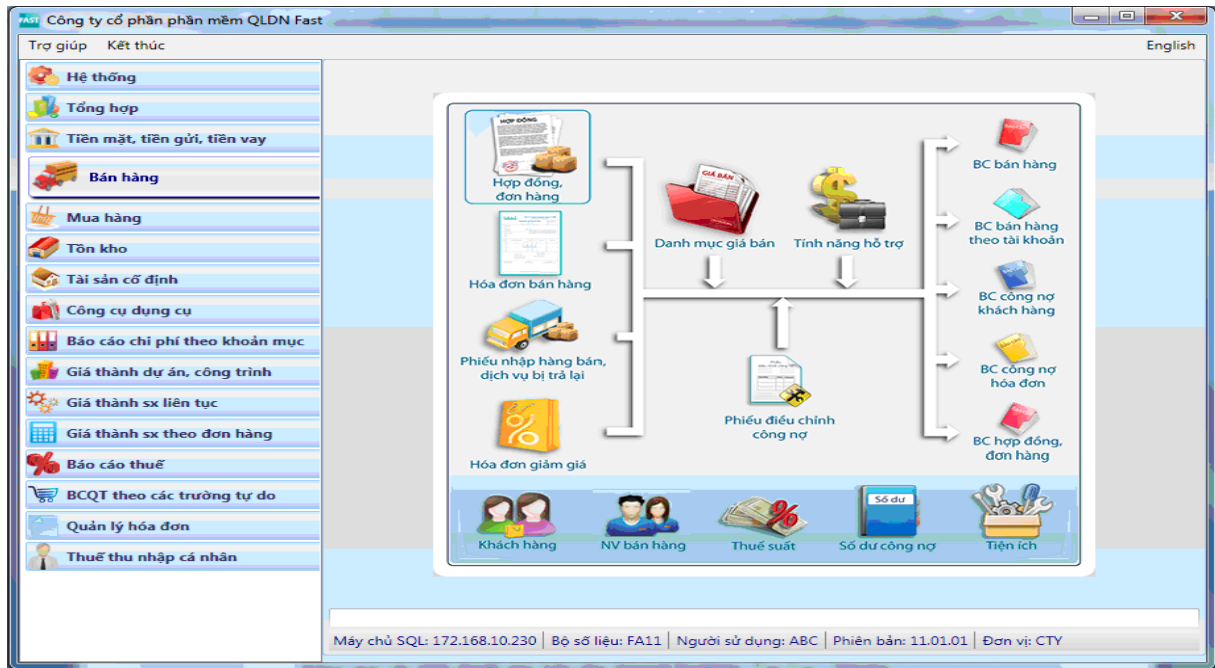 FAST Công ty cổ phần phần mềm QLDN Fast
Trợ giúp Kết thúc English
Hệ thống
Tổng hợp
Tiền mặt, tiền gửi, tiền vay
Bán hàng
Mua hàng
Tồn kho
Tài sản cố định
Công cụ dụng cụ
Báo cáo chi phí theo khoản mục
Giá thành dự án, công trình
Giá thành sx liên tục
Giá thành sx theo đơn hàng
Báo cáo thuế
BCQT theo các trường tự do
Quản lý hóa đơn
Thuế thu nhập cá nhân
HỢP ĐỒNG
Hợp đồng,
đơn hàng
Hóa đơn bán hàng
Phiếu nhập hàng bán,
dịch vụ bị trả lại
Hóa đơn giảm giá
GIÁ BÁN
Danh mục giá bán
Tính năng hỗ trợ
Phiếu điều chỉnh
công nợ
BC bán hàng
BC bán hàng
theo tài khoản
BC công nợ
khách hàng
BC công nợ
hóa đơn
BC hợp đồng,
đơn hàng
Khách hàng
NV bán hàng
Thuế suất
Số dư
Số dư công nợ
Tiện ích
Máy chủ SQL: 172.168.10.230 Bộ số liệu: FA11 Người sử dụng: ABC Phiên bản: 11.01.01 Đơn vị: CTY